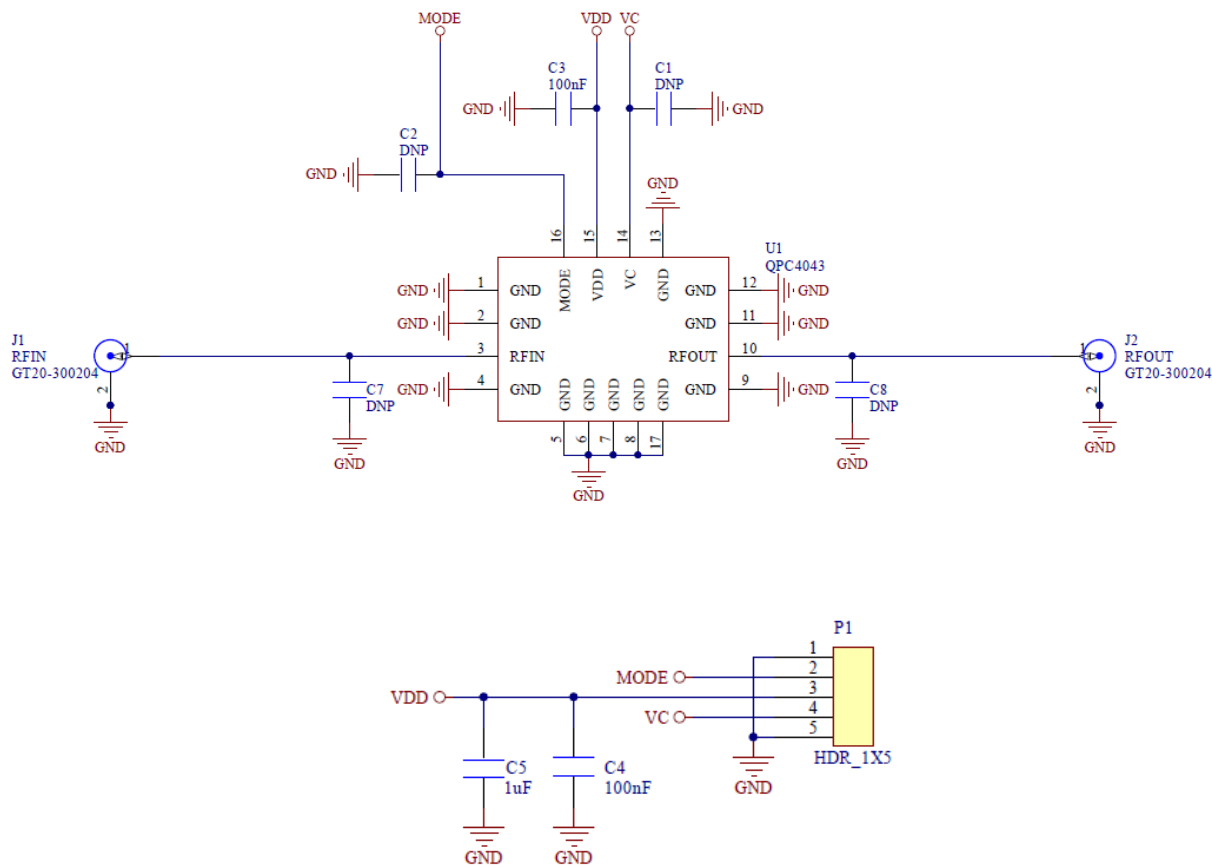 MODE
VDD
VC
C3
100nF
C1
DNP
GND
GND
C2
DNP
GND
GND
16
15
14
13
U1
QPC4043
MODE
VDD
VC
GND
GND
1
GND
GND
12
GND
GND
2
GND
GND
11
GND
J1
RFIN
GT20-300204
1
2
GND
3
RFIN
RFOUT
10
J2
RFOUT
GT20-300204
1
2
GND
C7
DNP
GND
GND
4
GND
GND
9
GND
C8
DNP
GND
GND
GND
GND
GND
GND
5
6
7
8
17
GND
P1
1
2
3
4
5
HDR_1X5
MODE
VDD
VC
GND
C5
1uF
GND
C4
100nF
GND